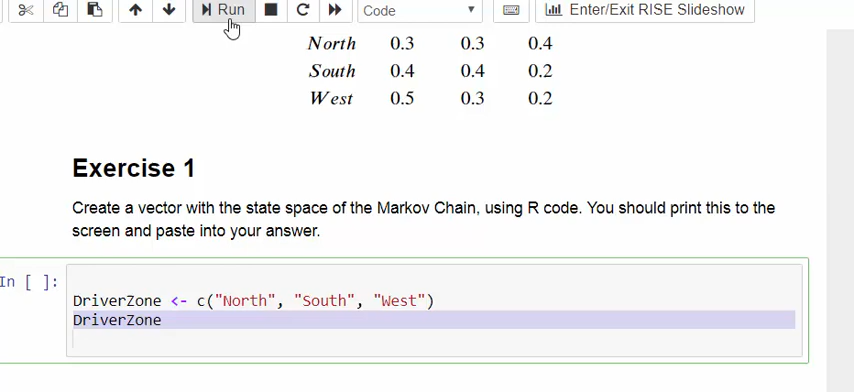 Run Code Enter/Exit RISE Slideshow
North 0.3 0.3 0.4
South 0.4 0.4 0.2
West 0.5 0.3 0.2
Exercise 1
Create a vector with the state space of the Markov Chain, using R code. You should print this to the
screen and paste into your answer.
In [ ]:
DriverZone <- c("North", "South", "West")
DriverZone